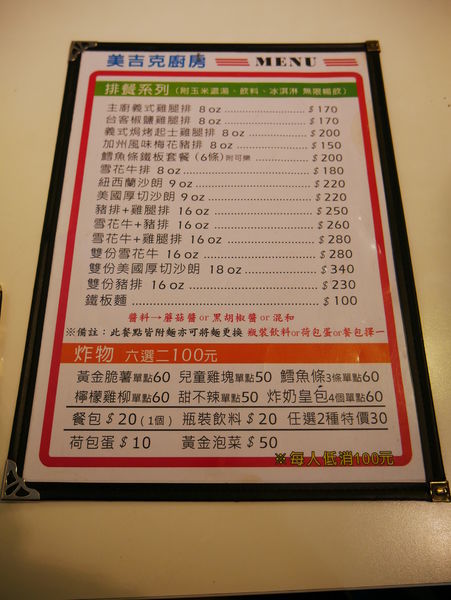 美吉克廚房 MENU
排餐系列(附玉米濃湯、飲料、冰淇淋 無限暢飲)
主廚義式雞腿排 8 oz $170
台客椒鹽雞腿排 8 oz $170
義式焗烤起士雞腿排 8 oz $200
加州風味梅花豬排 8 oz $150
鱈魚條鐵板套餐 (6條)附可樂 $200
雪花牛排 8 oz $180
紐西蘭沙朗 9 oz $220
美國厚切沙朗 9 oz $220
豬排+雞腿排 16 oz $250
雪花牛+豬排 16 oz $260
雪花牛+雞腿排 16 oz $280
雙份雪花牛 16 oz $280
雙份美國厚切沙朗 18 oz $340
雙份豬排 16 oz $230
鐵板麵 $100
醬料→蘑菇醬or黑胡椒醬or混和
※備註：此餐點皆附麵亦可將麵更換 瓶裝飲料or荷包蛋or餐包擇一
炸物 六選二100元
黃金脆薯單點60 兒童雞塊單點50 鱈魚條3條單點60
檸檬雞柳單點60 甜不辣單點50 炸奶皇包4個單點60
餐包$20(1個) 瓶裝飲料$20 任選2種特價30
荷包蛋$10 黃金泡菜$50
※每人低消100元